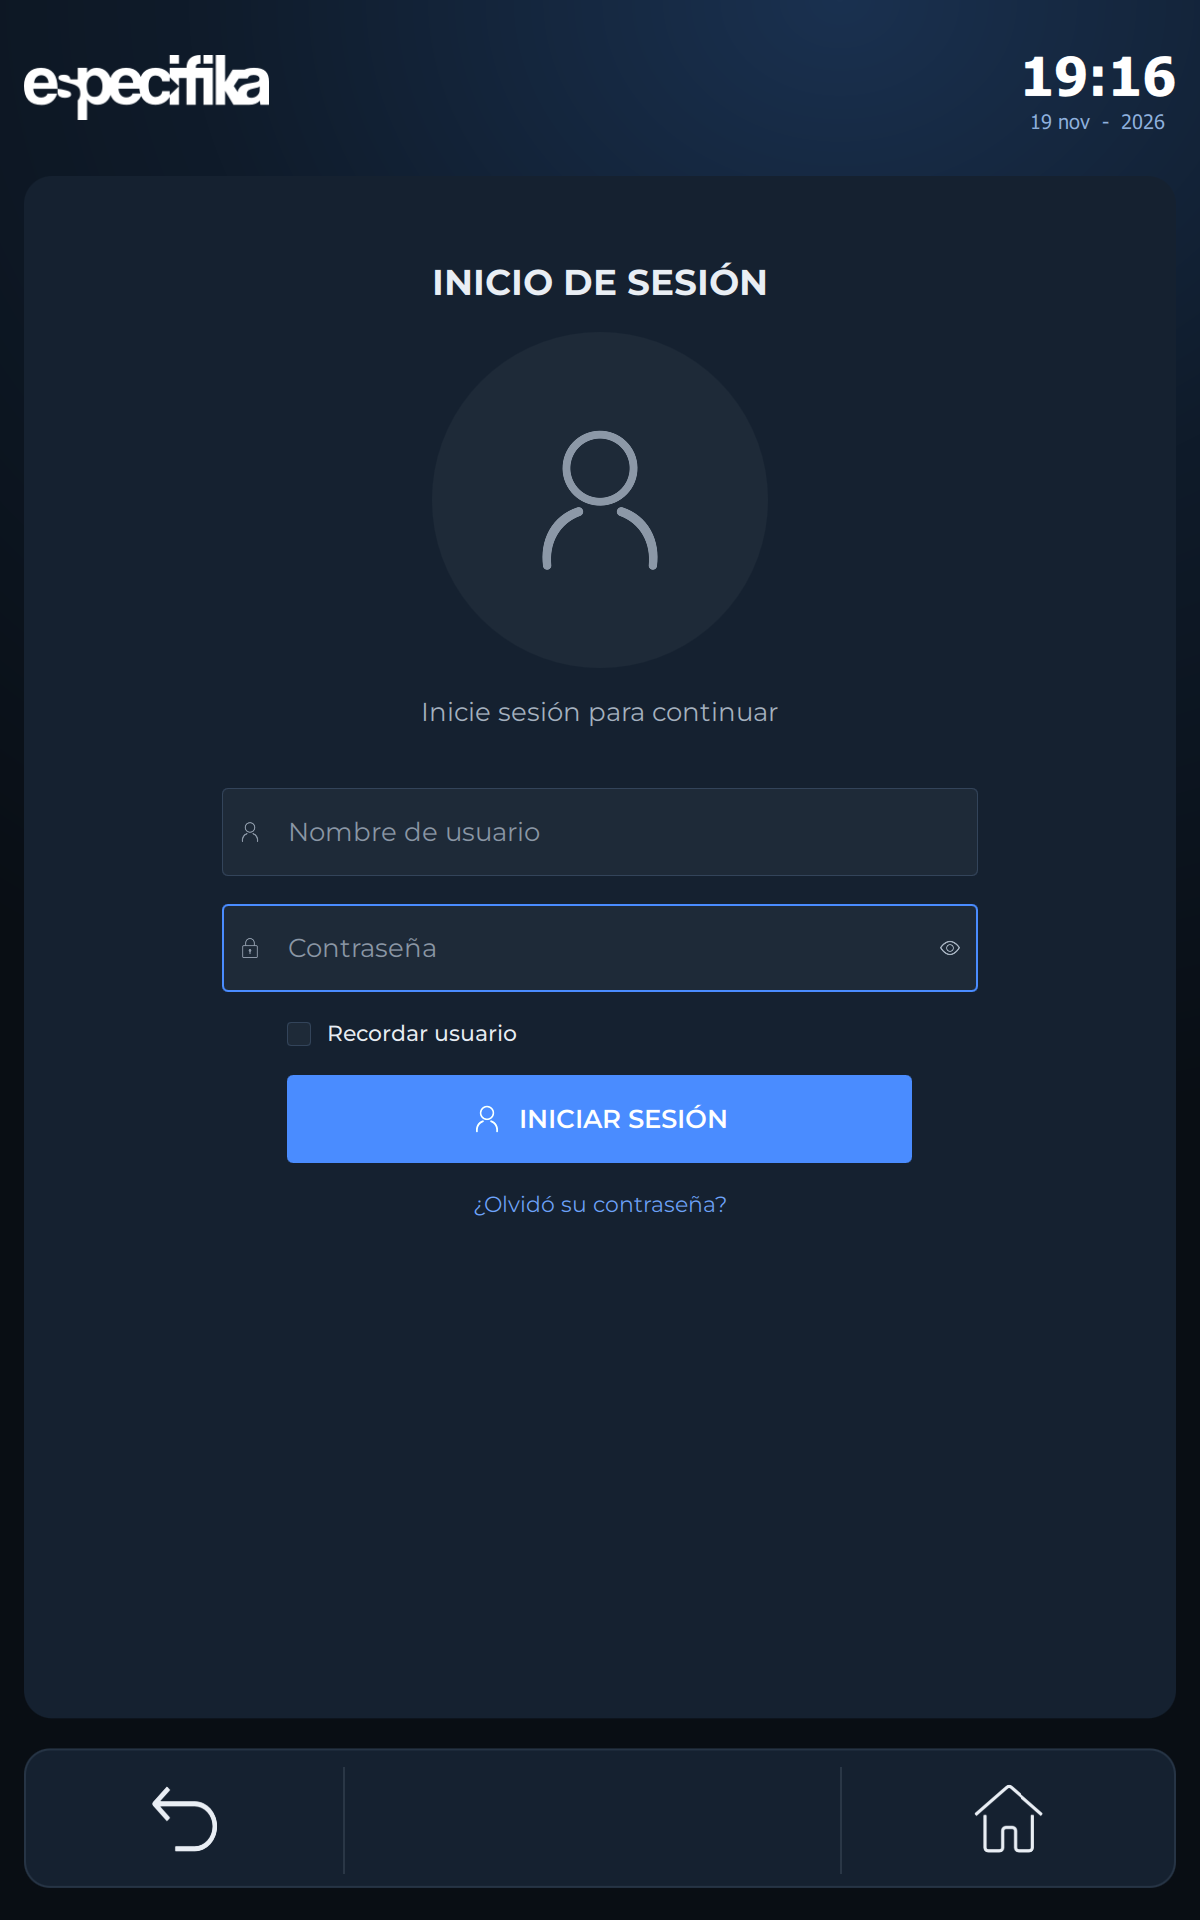 especifika
19:16
19 nov - 2026
INICIO DE SESIÓN
Inicie sesión para continuar
Nombre de usuario
Contraseña
Recordar usuario
INICIAR SESIÓN
¿Olvidó su contraseña?